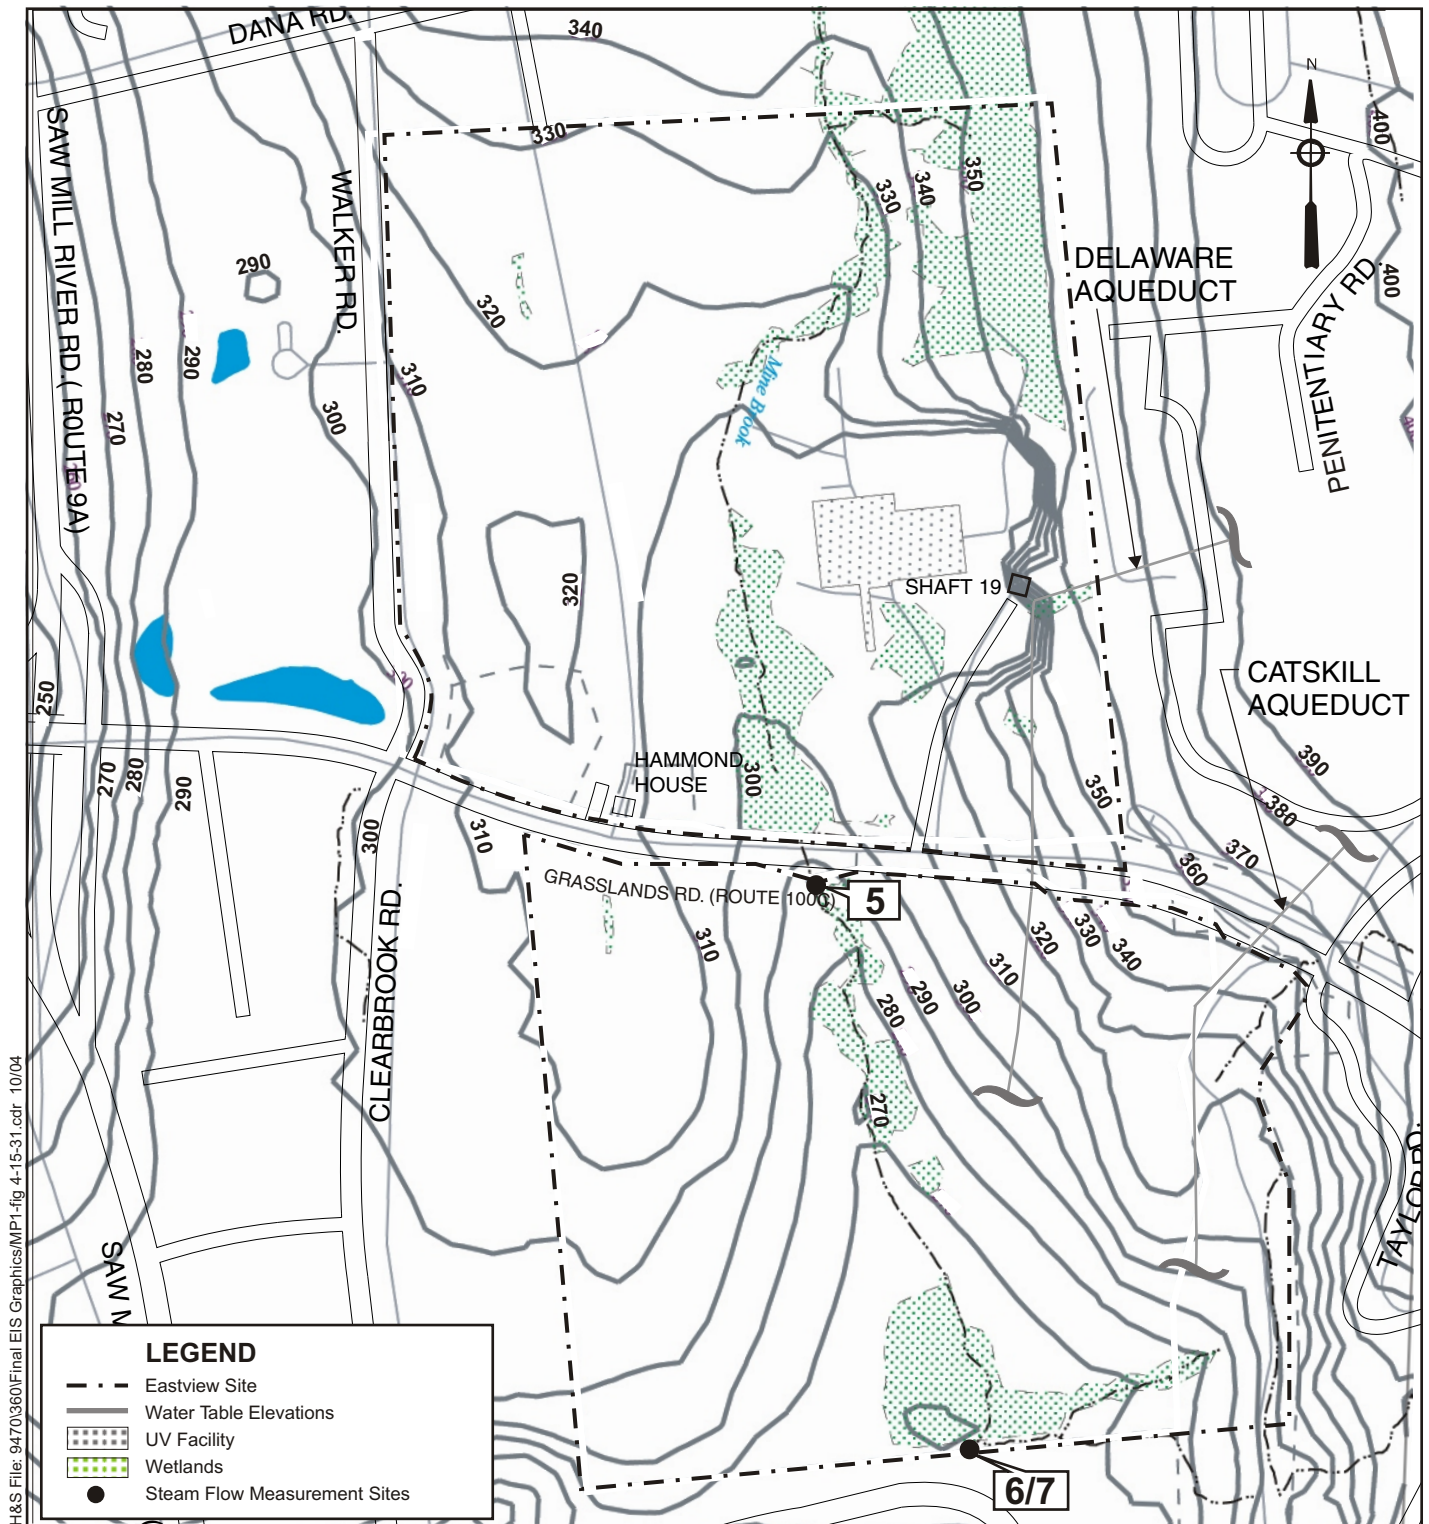 DANA RD.
340
N
SAW MILL RIVER RD. ( ROUTE 9A)
WALKER RD.
330
330
340
350
400
400
DELAWARE
AQUEDUCT
PENITENTIARY RD.
290
320
280
290
310
300
270
Mine Brook
320
SHAFT 19
CATSKILL
AQUEDUCT
250
HAMMOND
HOUSE
300
390
270
280
290
350
380
300
310
370
360
GRASSLANDS RD. (ROUTE 100C)
5
CLEARBROOK RD.
310
320
330
340
310
300
290
280
270
TAYLOR RD.
SAW M
H&S File: 9470\360\Final EIS Graphics/MP1-fig 4-15-31.cdr 10/04
LEGEND
Eastview Site
Water Table Elevations
UV Facility
Wetlands
Steam Flow Measurement Sites
6/7